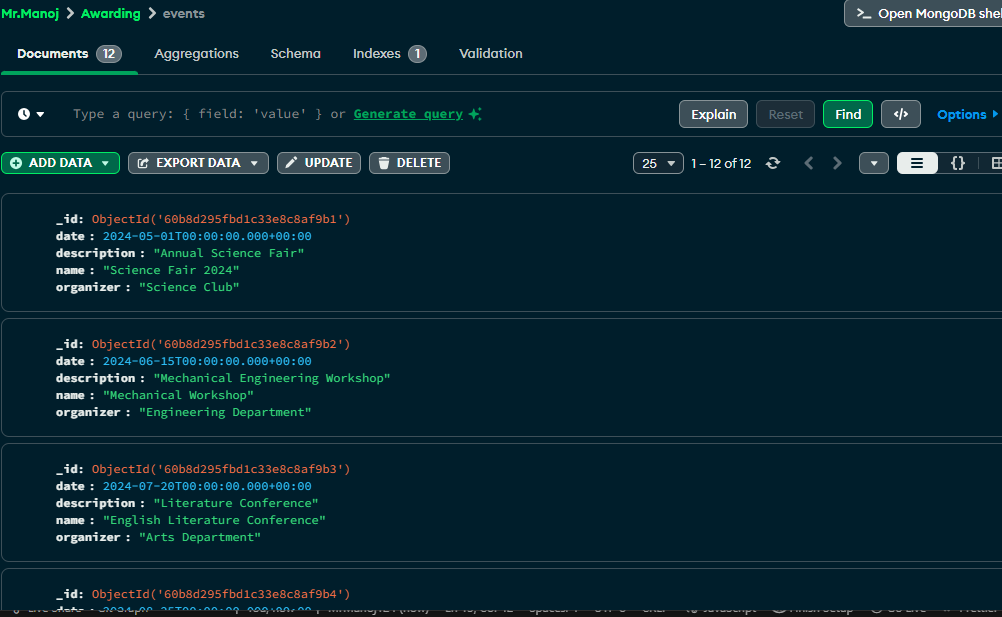 Mr.Manoj > Awarding > events
>_ Open MongoDB shel
Documents 12 Aggregations Schema Indexes 1 Validation
Type a query: { field: 'value' } or Generate query
Explain Reset Find </> Options
ADD DATA EXPORT DATA UPDATE DELETE 25 1 – 12 of 12 {}
_id: ObjectId('60b8d295fbd1c33e8c8af9b1')
date : 2024-05-01T00:00:00.000+00:00
description : "Annual Science Fair"
name : "Science Fair 2024"
organizer : "Science Club"
_id: ObjectId('60b8d295fbd1c33e8c8af9b2')
date : 2024-06-15T00:00:00.000+00:00
description : "Mechanical Engineering Workshop"
name : "Mechanical Workshop"
organizer : "Engineering Department"
_id: ObjectId('60b8d295fbd1c33e8c8af9b3')
date : 2024-07-20T00:00:00.000+00:00
description : "Literature Conference"
name : "English Literature Conference"
organizer : "Arts Department"
_id: ObjectId('60b8d295fbd1c33e8c8af9b4')